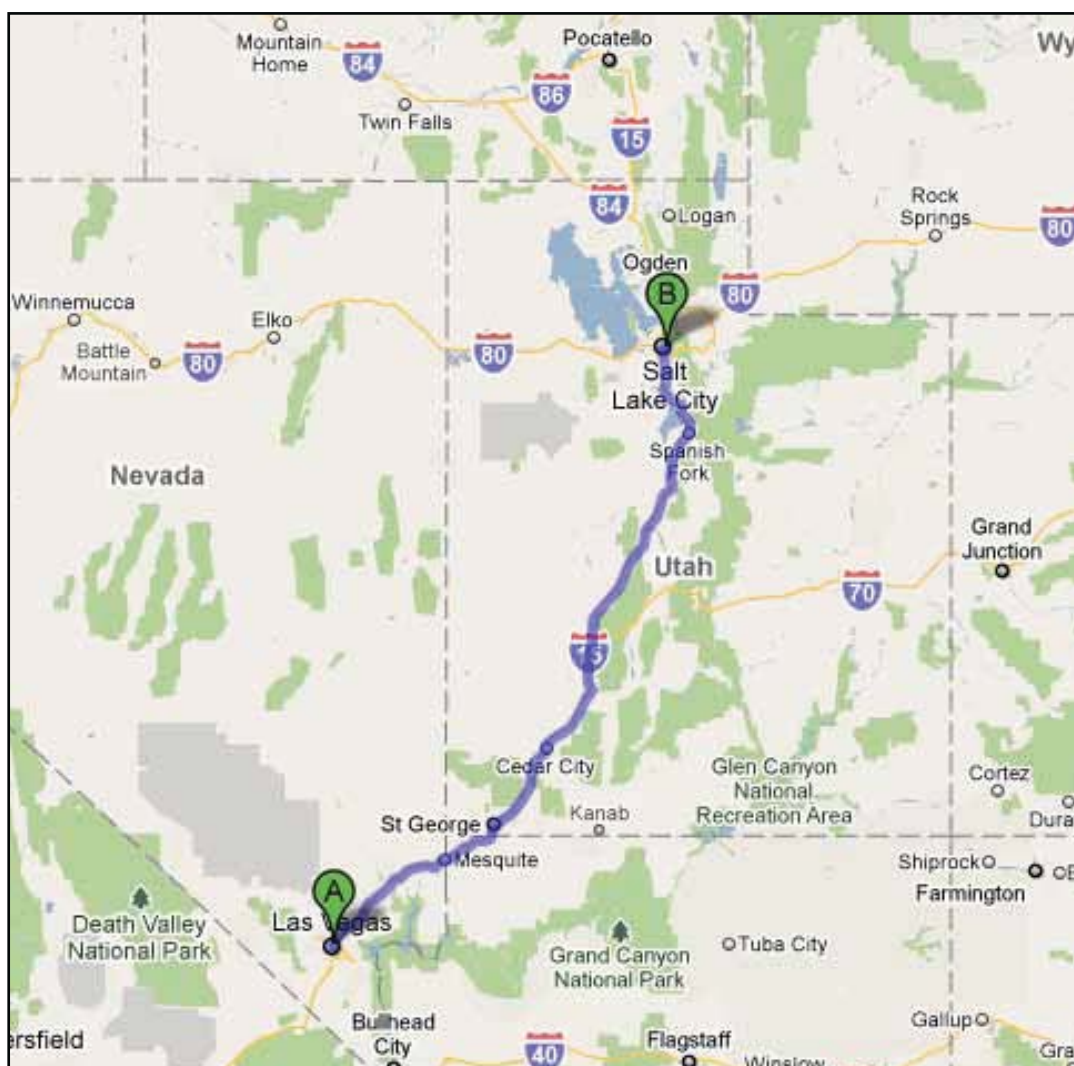 Mountain
Home
84
Twin Falls
86
Pocatello
15
84
Logan
Rock
Springs
80
Ogden
B
80
Winnemucca
Battle
Mountain
80
Elko
80
Salt
Lake City
Spanish
Fork
Nevada
Utah
Grand
Junction
70
15
Cedar City
Glen Canyon
National
Recreation Area
Cortez
St George
Kanab
Mesquite
Shiprock
Farmington
A
Las Vegas
Death Valley
National Park
Grand Canyon
National Park
Tuba City
Bullhead
City
40
Flagstaff
Winslow
Gallup